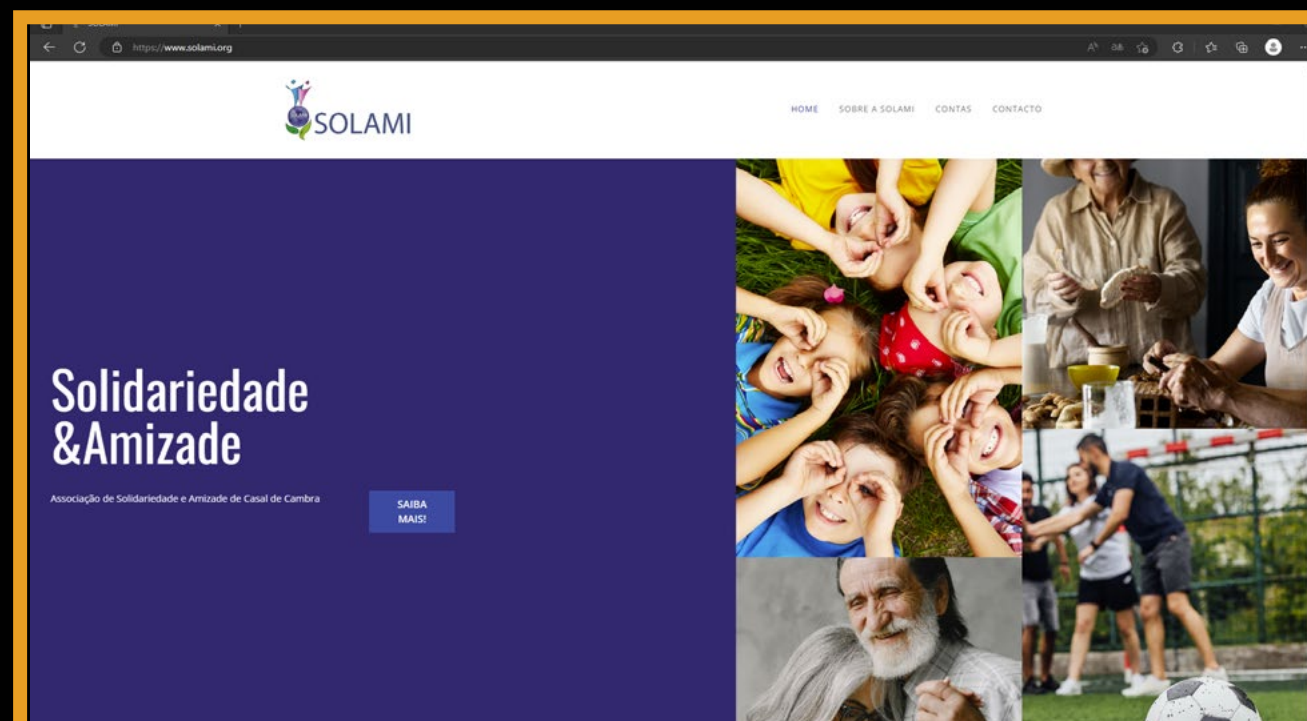 https://www.solami.org
SOLAMI
HOME SOBRE A SOLAMI CONTAS CONTACTO
Solidariedade
&Amizade
Associação de Solidariedade e Amizade de Casal de Cambra
SAIBA
MAIS!